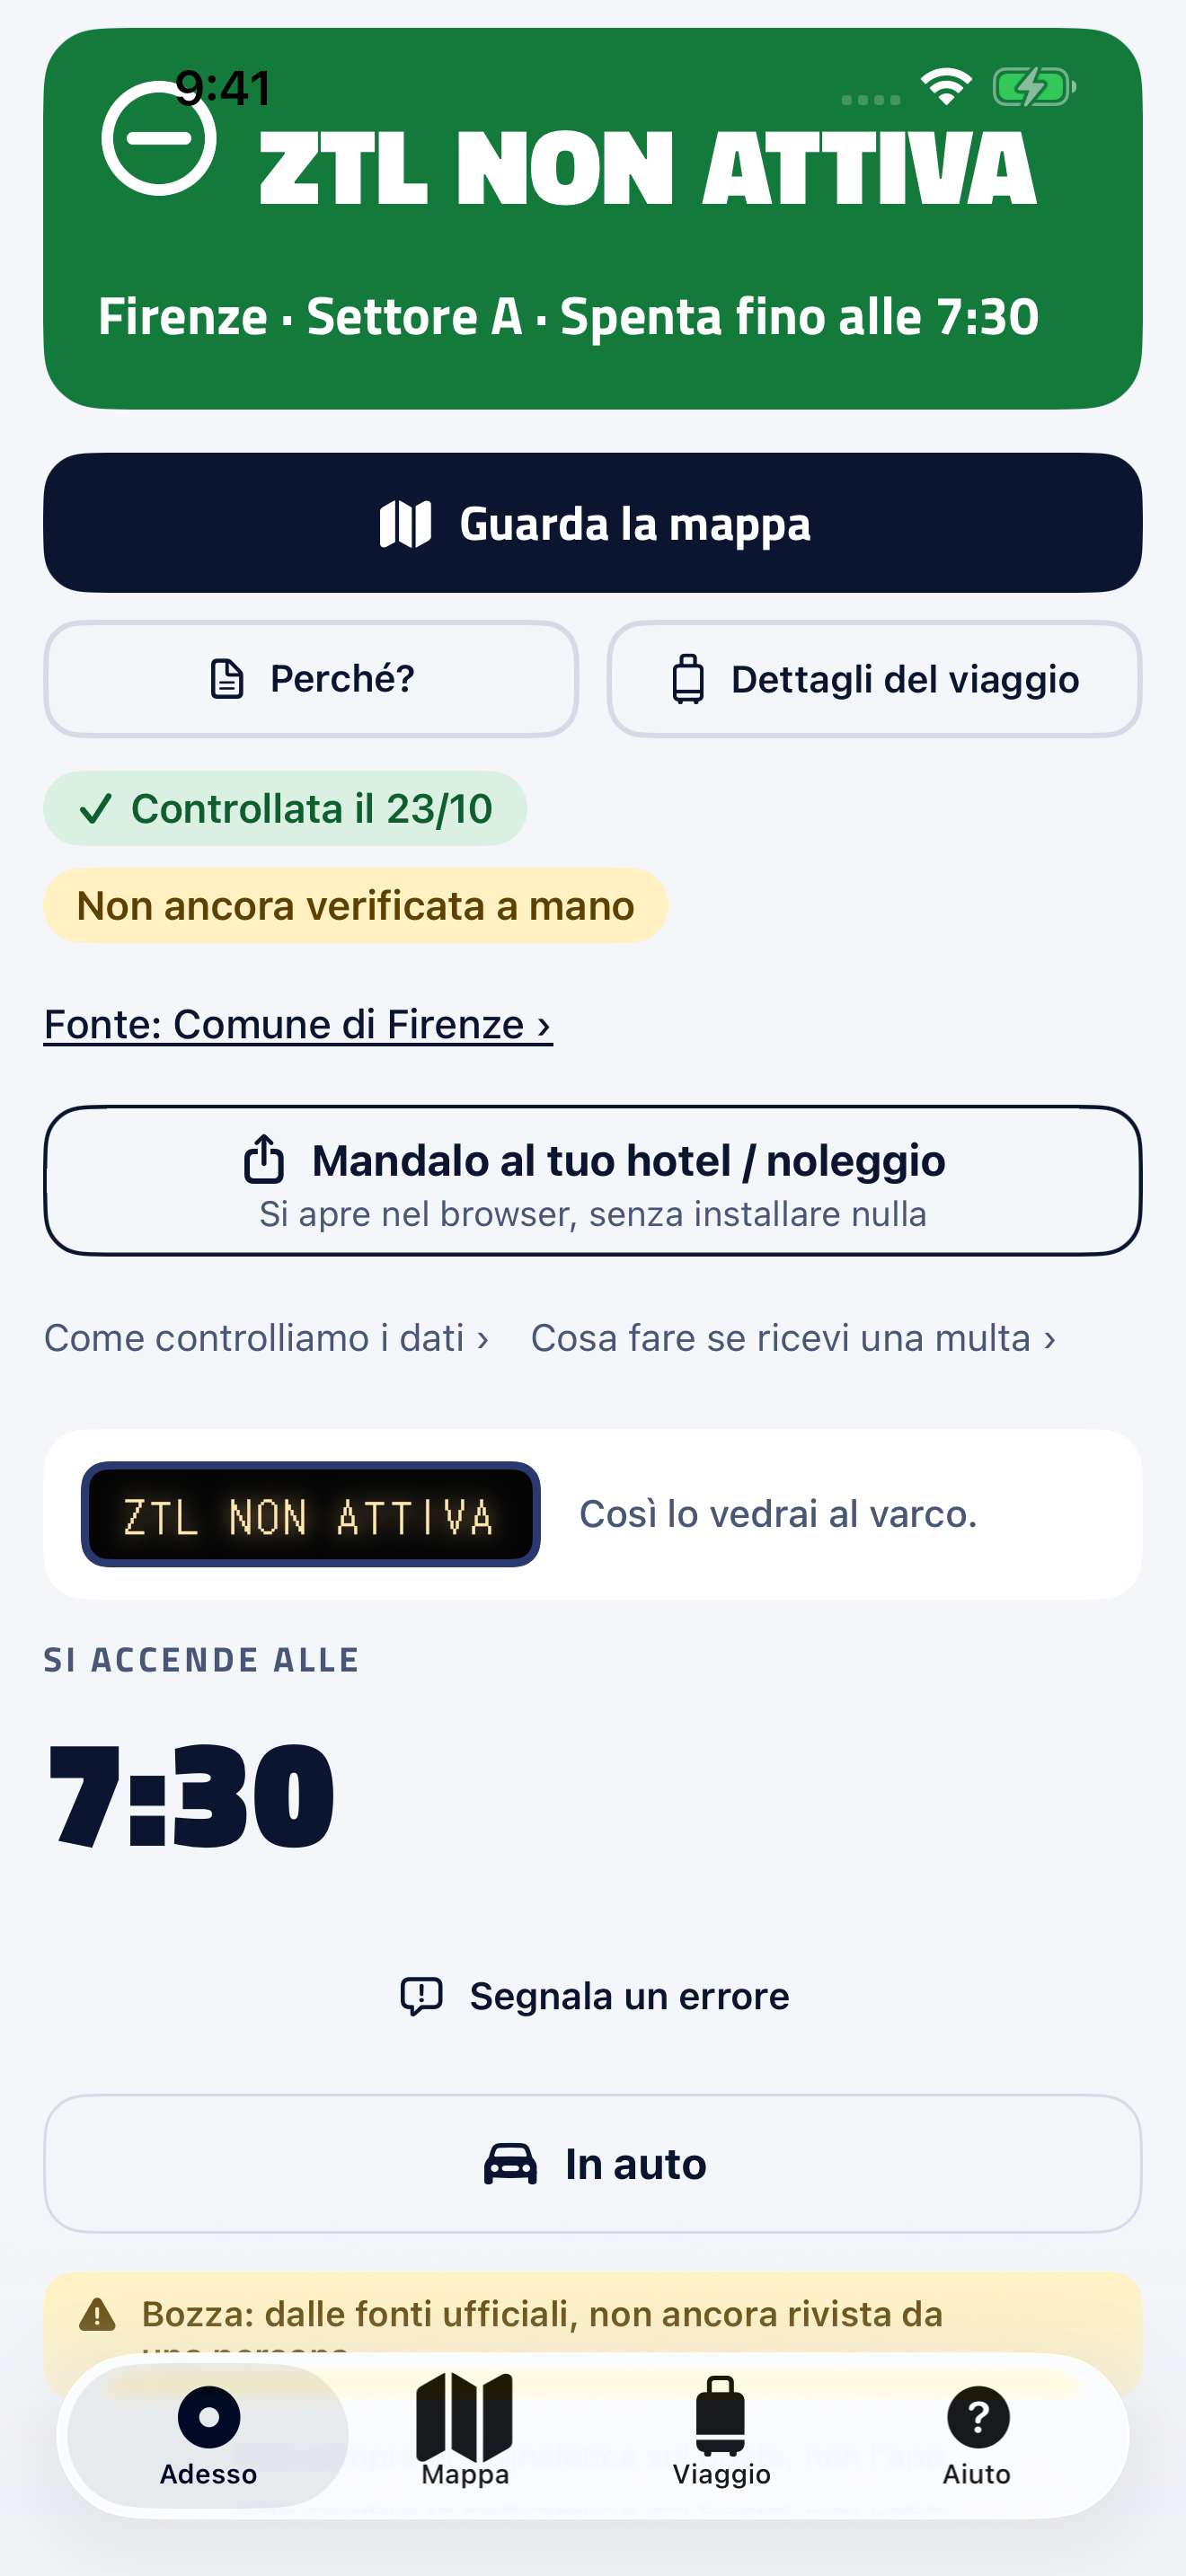 9:41
ZTL NON ATTIVA
Firenze · Settore A · Spenta fino alle 7:30
Guarda la mappa
Perché?
Dettagli del viaggio
Controllata il 23/10
Non ancora verificata a mano
Fonte: Comune di Firenze ›
Mandalo al tuo hotel / noleggio
Si apre nel browser, senza installare nulla
Come controlliamo i dati ›
Cosa fare se ricevi una multa ›
ZTL NON ATTIVA
Così lo vedrai al varco.
SI ACCENDE ALLE
7:30
Segnala un errore
In auto
Bozza: dalle fonti ufficiali, non ancora rivista da
Adesso
Mappa
Viaggio
Aiuto